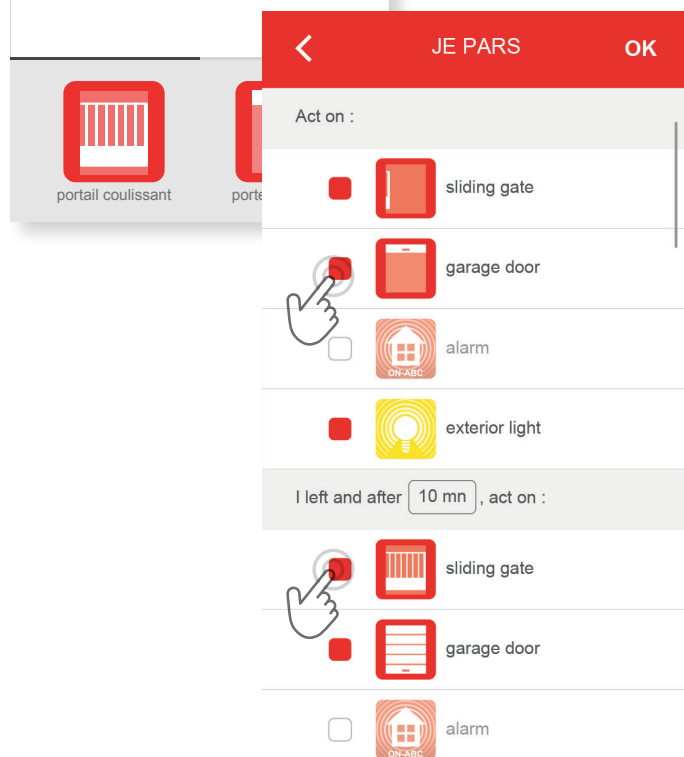 JE PARS
OK
Act on :
sliding gate
garage door
alarm
ON-ABC
exterior light
I left and after 10 mn , act on :
sliding gate
garage door
alarm
ON-ABC
portail coulissant
porte